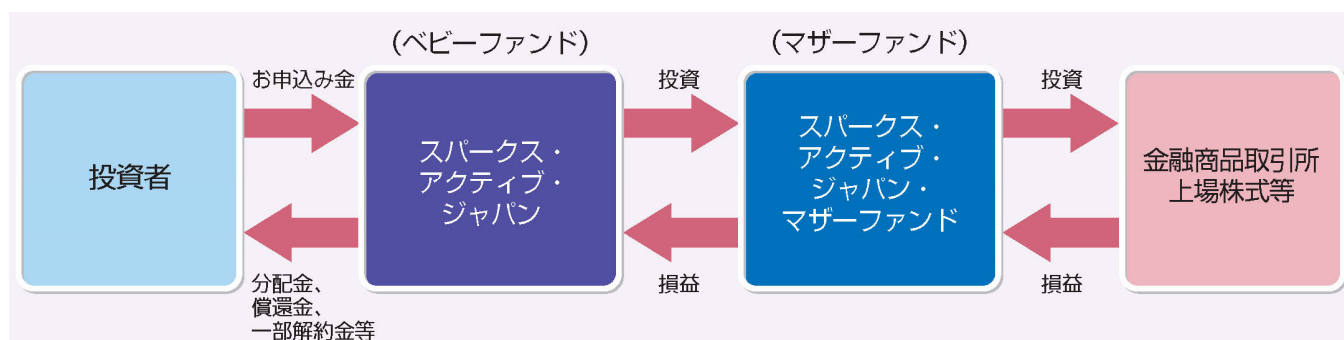 （ベビーファンド）
（マザーファンド）
お申込み金
投資
投資
投資者
スパークス・
アクティブ・
ジャパン
スパークス・
アクティブ・
ジャパン・
マザーファンド
金融商品取引所
上場株式等
分配金、
償還金、
一部解約金等
損益
損益